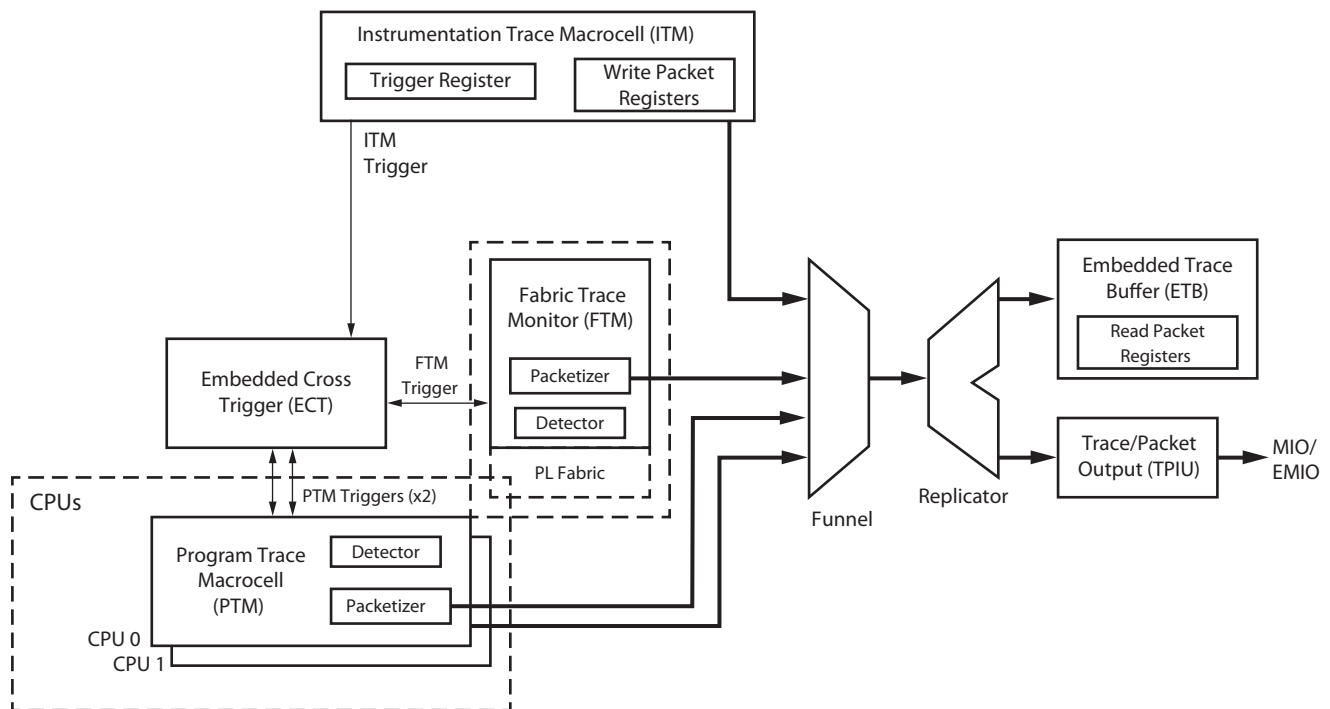 Instrumentation Trace Macrocell (ITM)
Trigger Register
Write Packet
Registers
ITM
Trigger
Fabric Trace
Monitor (FTM)
Packetizer
Detector
PL Fabric
FTM
Trigger
Embedded Cross
Trigger (ECT)
PTM Triggers (x2)
CPUs
Program Trace
Macrocell
(PTM)
Detector
Packetizer
CPU 0
CPU 1
Funnel
Replicator
Embedded Trace
Buffer (ETB)
Read Packet
Registers
Trace/Packet
Output (TPIU)
MIO/
EMIO